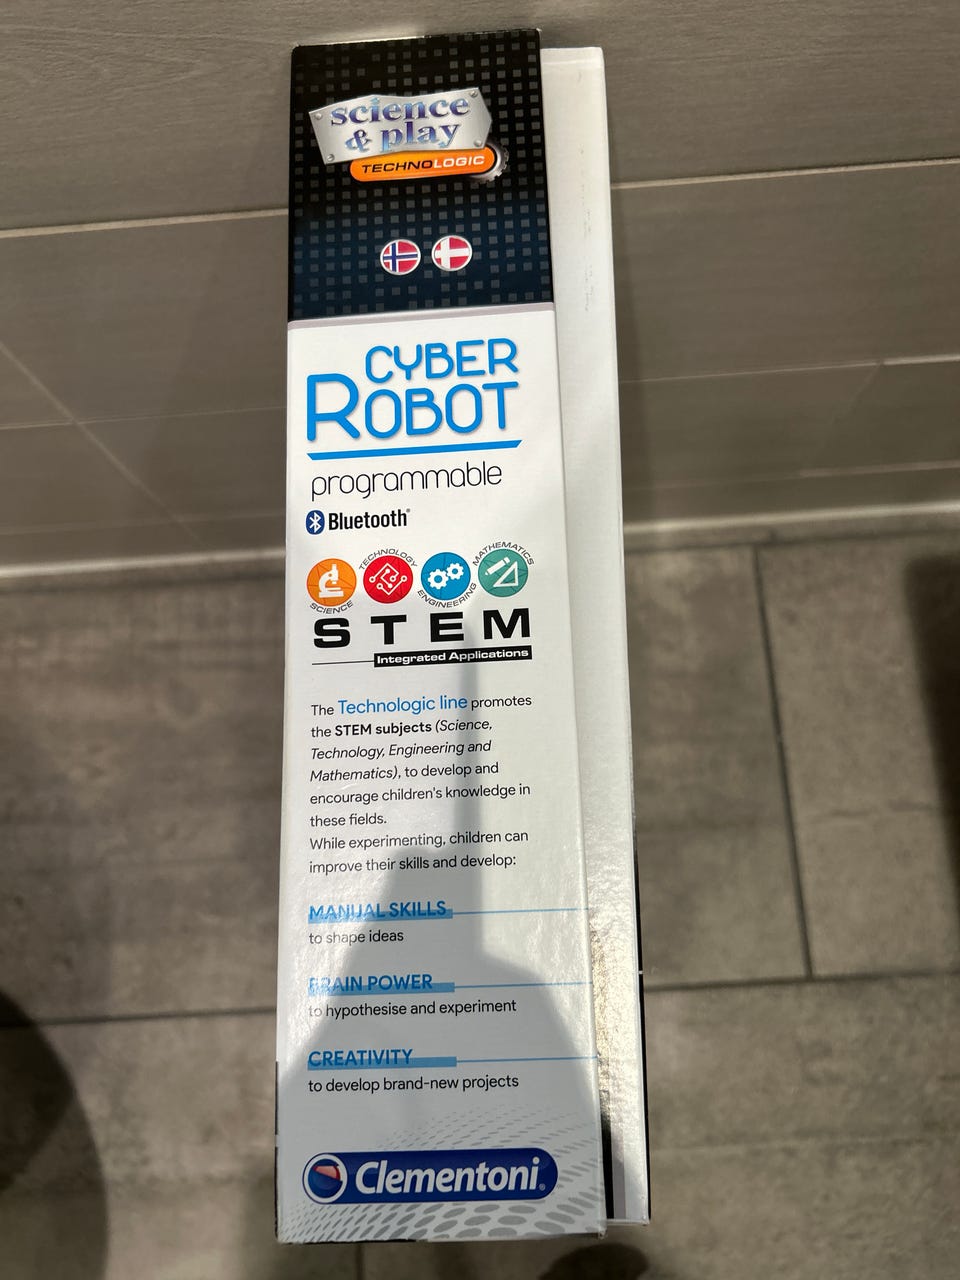 science
& play
TECHNOLOGIC
CYBER
ROBOT
programmable
Bluetooth®
SCIENCE TECHNOLOGY ENGINEERING MATHEMATICS
STEM
Integrated Applications
The Technologic line promotes
the STEM subjects (Science,
Technology, Engineering and
Mathematics), to develop and
encourage children's knowledge in
these fields.
While experimenting, children can
improve their skills and develop:
MANUAL SKILLS
to shape ideas
BRAIN POWER
to hypothesise and experiment
CREATIVITY
to develop brand-new projects
Clementoni®